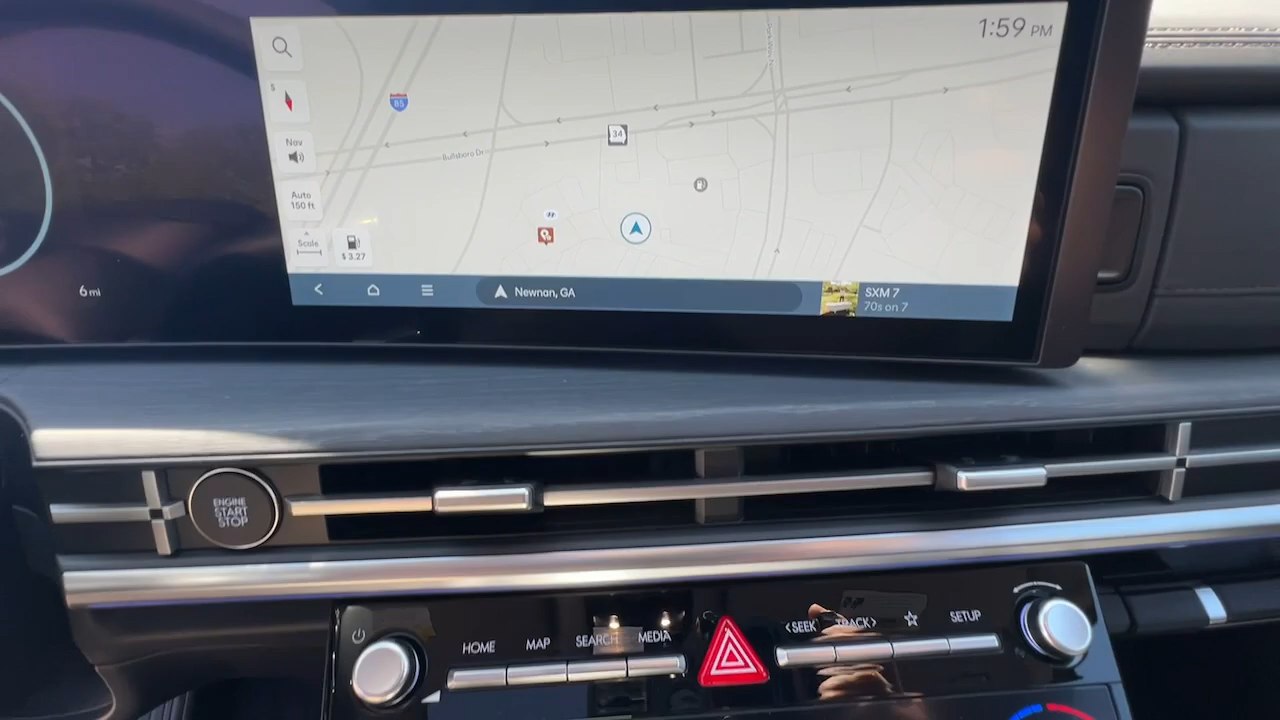 1:59 PM
S
85
Nav
34
Bullsboro Dr
Auto
150 ft
Scale
$3.27
Newnan, GA
SXM 7
70s on 7
6 mi
ENGINE
START
STOP
HOME
MAP
SEARCH
MEDIA
<SEEK
TRACK>
SETUP